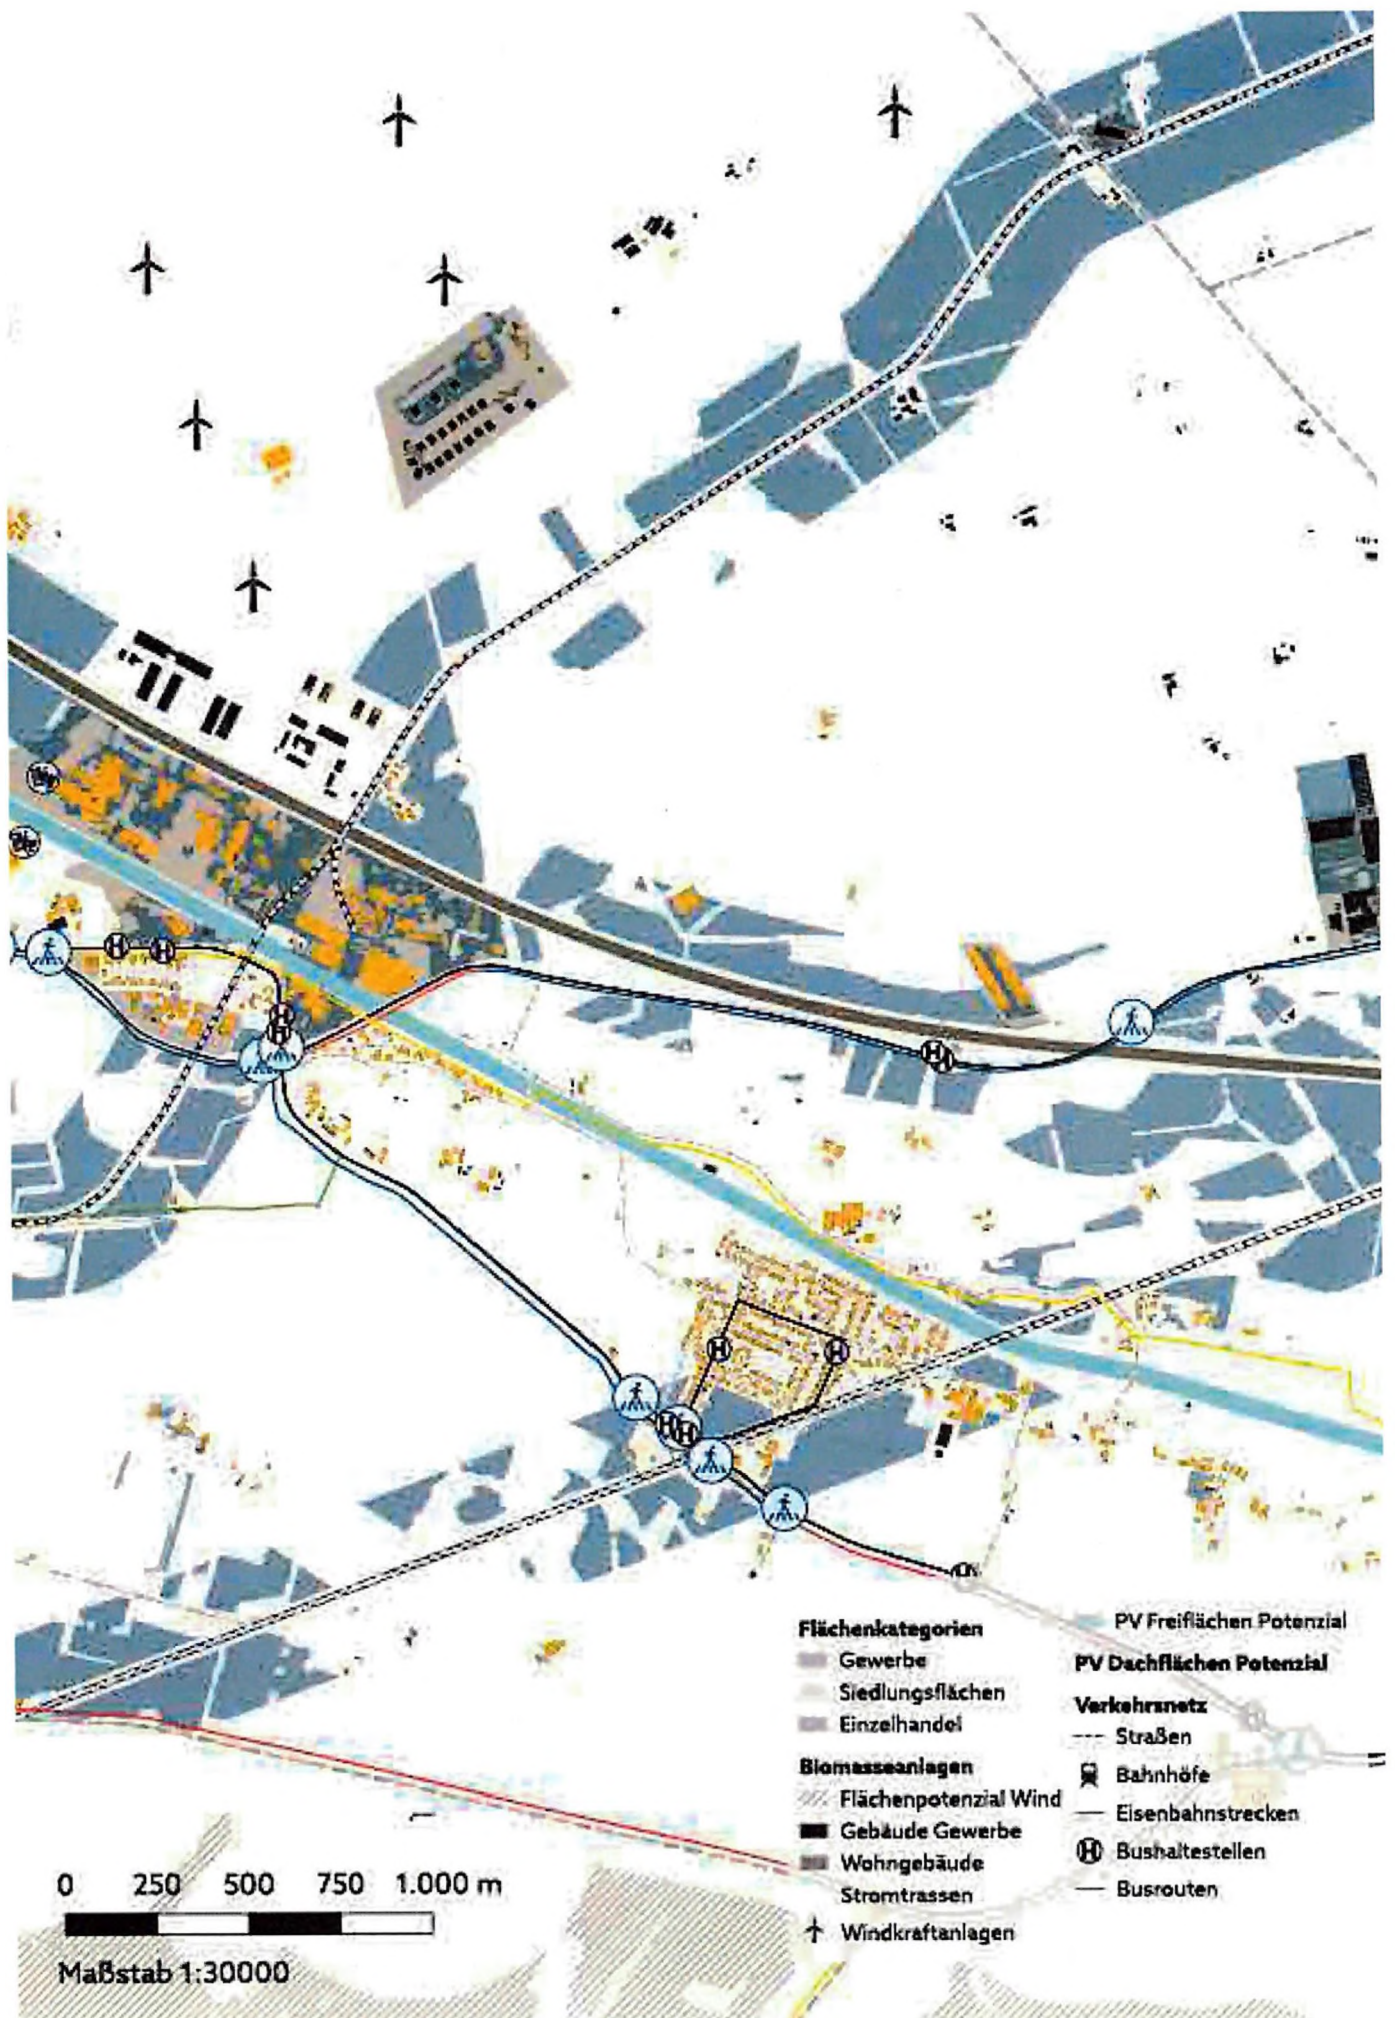 Flächenkategorien
Gewerbe
Siedlungsflächen
Einzelhandel
Biomasseanlagen
Flächenpotenzial Wind
Gebäude Gewerbe
Wohngebäude
Stromtrassen
Windkraftanlagen
PV Freiflächen Potenzial
PV Dachflächen Potenzial
Verkehrsnetz
Straßen
Bahnhöfe
Eisenbahnstrecken
H Bushaltestellen
Busrouten
0 250 500 750 1.000 m
Maßstab 1:30000